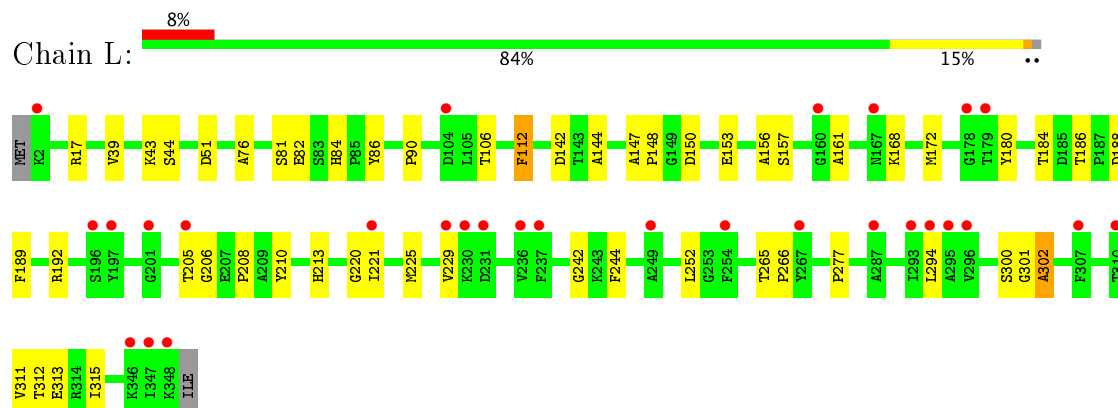 8%
Chain L:
84% 15% ..
MET K2 R17 V39 K43 S44 D51 A76 S81 E82 S83 H84 P85 Y86 P90 D104 L105 T106 F112 D142 T143 A144 A147 P148 G149 D150 E153 A156 S157 G160 A161 N167 K168 M172 G178 T179 Y180 T184 D185 T186 P187 D188
F189 R192 S196 Y197 G201 T205 G206 E207 P208 A209 Y210 H213 G220 I221 M225 V229 K230 D231 V236 F237 G242 K243 F244 A249 L252 G253 F254 T265 P266 Y267 P277 A287 I293 L294 A295 V296 S300 G301 A302 F307 T310
V311 T312 E313 R314 I315 K346 I347 K348 ILE